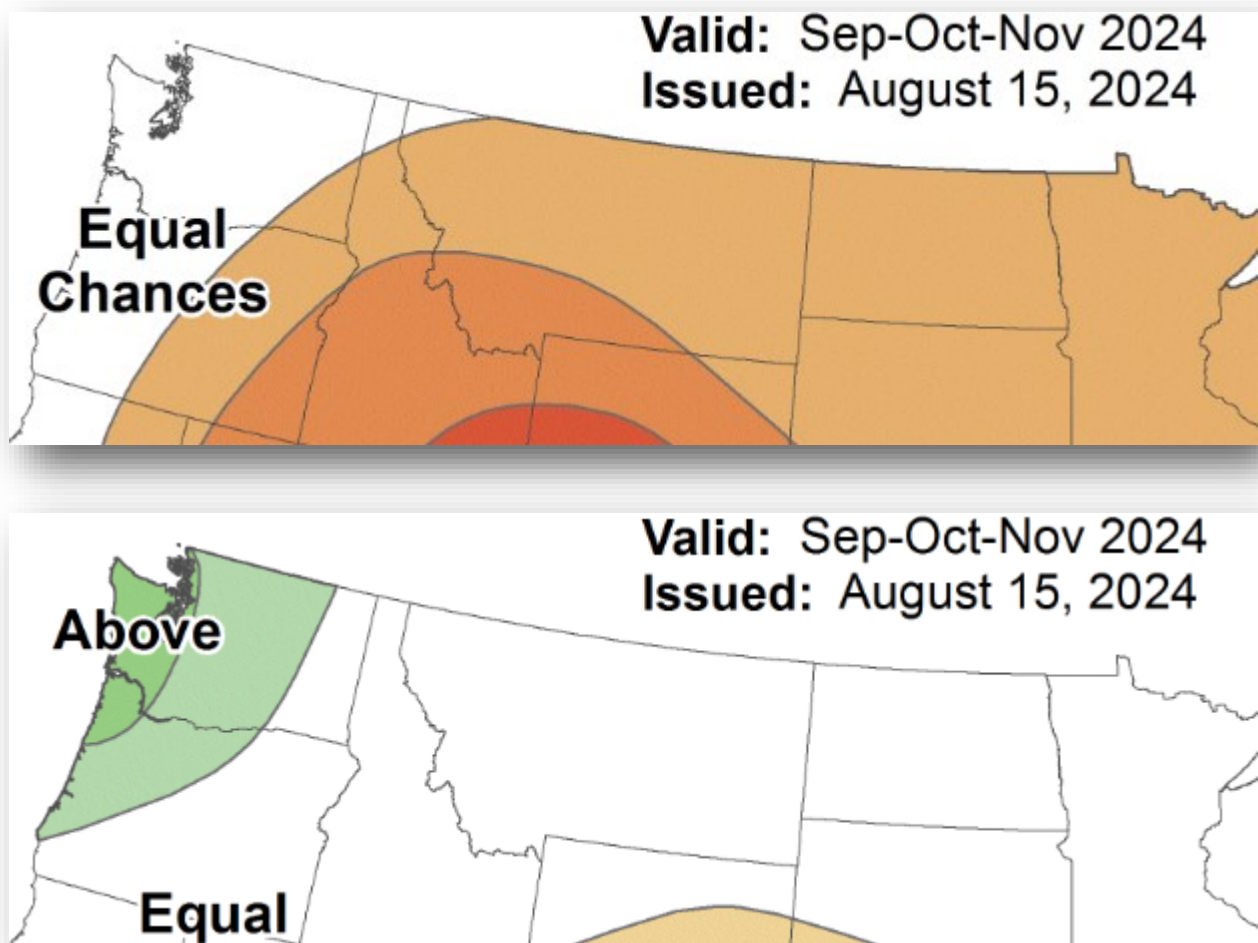 Valid: Sep-Oct-Nov 2024
Issued: August 15, 2024
Equal
Chances
Valid: Sep-Oct-Nov 2024
Issued: August 15, 2024
Above
Equal